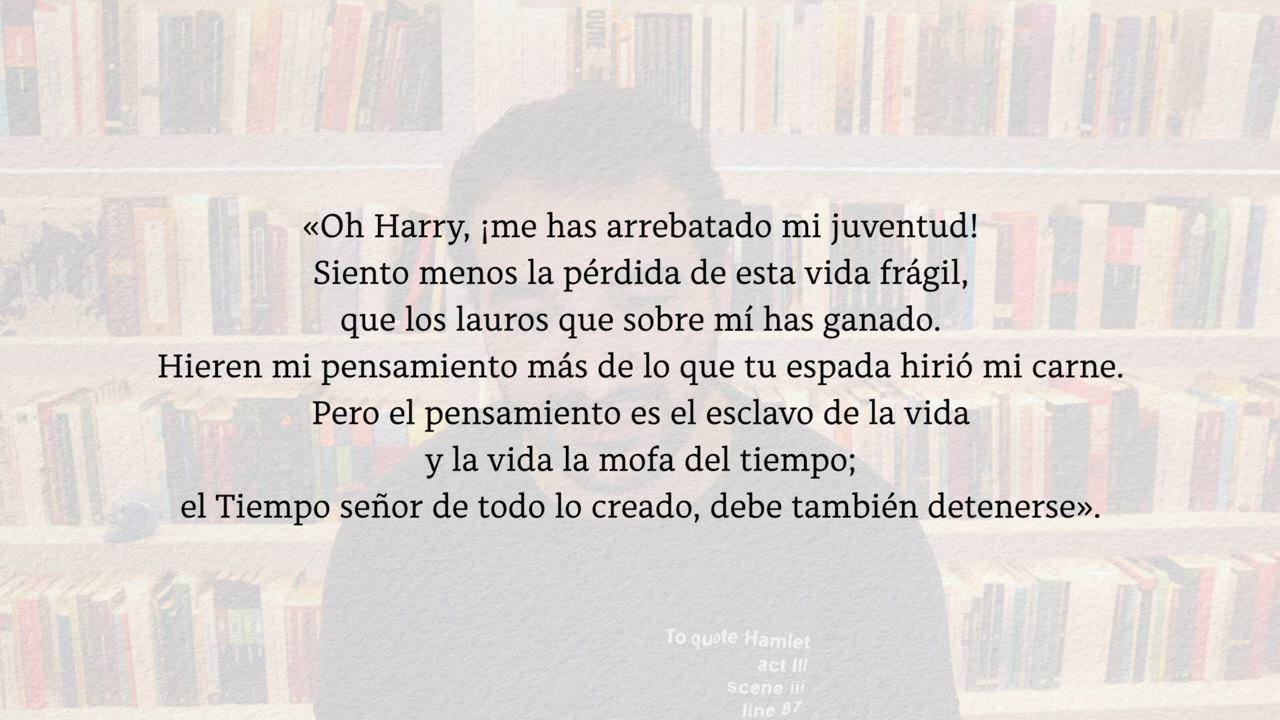 «Oh Harry, ¡me has arrebatado mi juventud!
Siento menos la pérdida de esta vida frágil,
que los lauros que sobre mí has ganado.
Hieren mi pensamiento más de lo que tu espada hirió mi carne.
Pero el pensamiento es el esclavo de la vida
y la vida la mofa del tiempo;
el Tiempo señor de todo lo creado, debe también detenerse».
To quote Hamlet
act III
scene iii
line 87